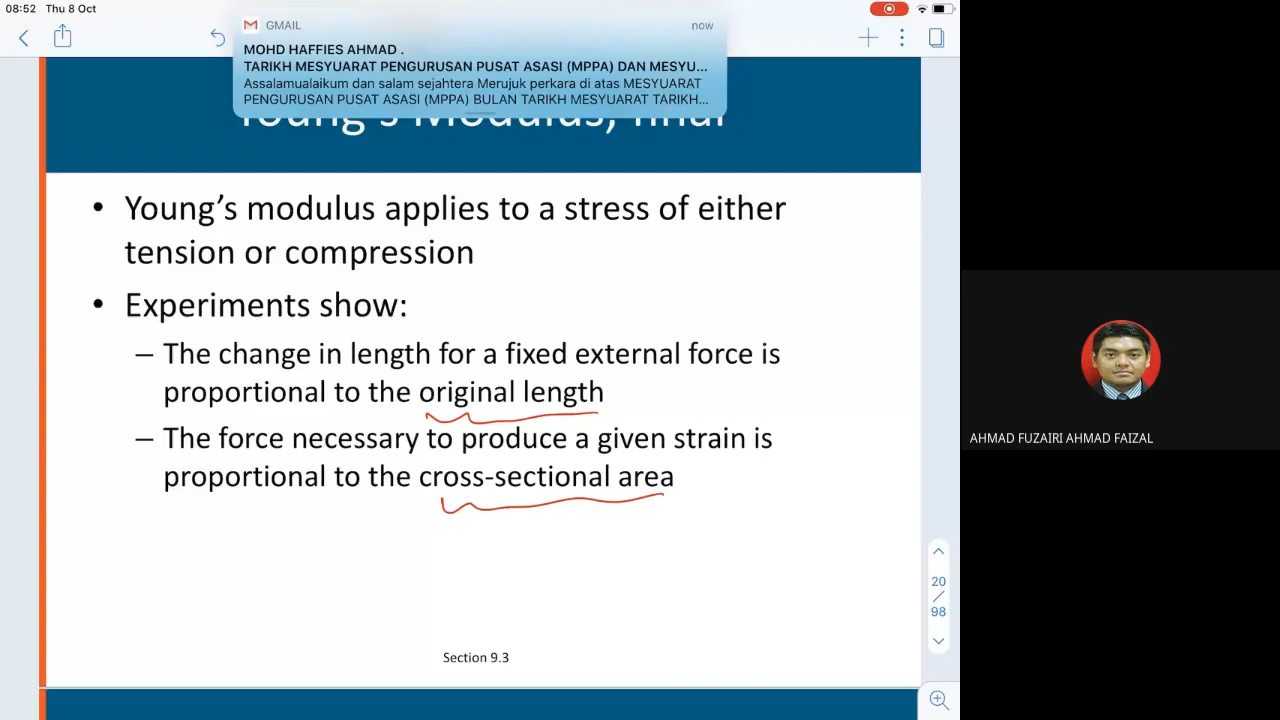 08:52 Thu 8 Oct
GMAIL now
MOHD HAFFIES AHMAD .
TARIKH MESYUARAT PENGURUSAN PUSAT ASASI (MPPA) DAN MESYU...
Assalamualaikum dan salam sejahtera Merujuk perkara di atas MESYUARAT
PENGURUSAN PUSAT ASASI (MPPA) BULAN TARIKH MESYUARAT TARIKH...
Young's Modulus, final
• Young's modulus applies to a stress of either
tension or compression
• Experiments show:
– The change in length for a fixed external force is
proportional to the original length
– The force necessary to produce a given strain is
proportional to the cross-sectional area
Section 9.3
20
/
98
AHMAD FUZAIRI AHMAD FAIZAL